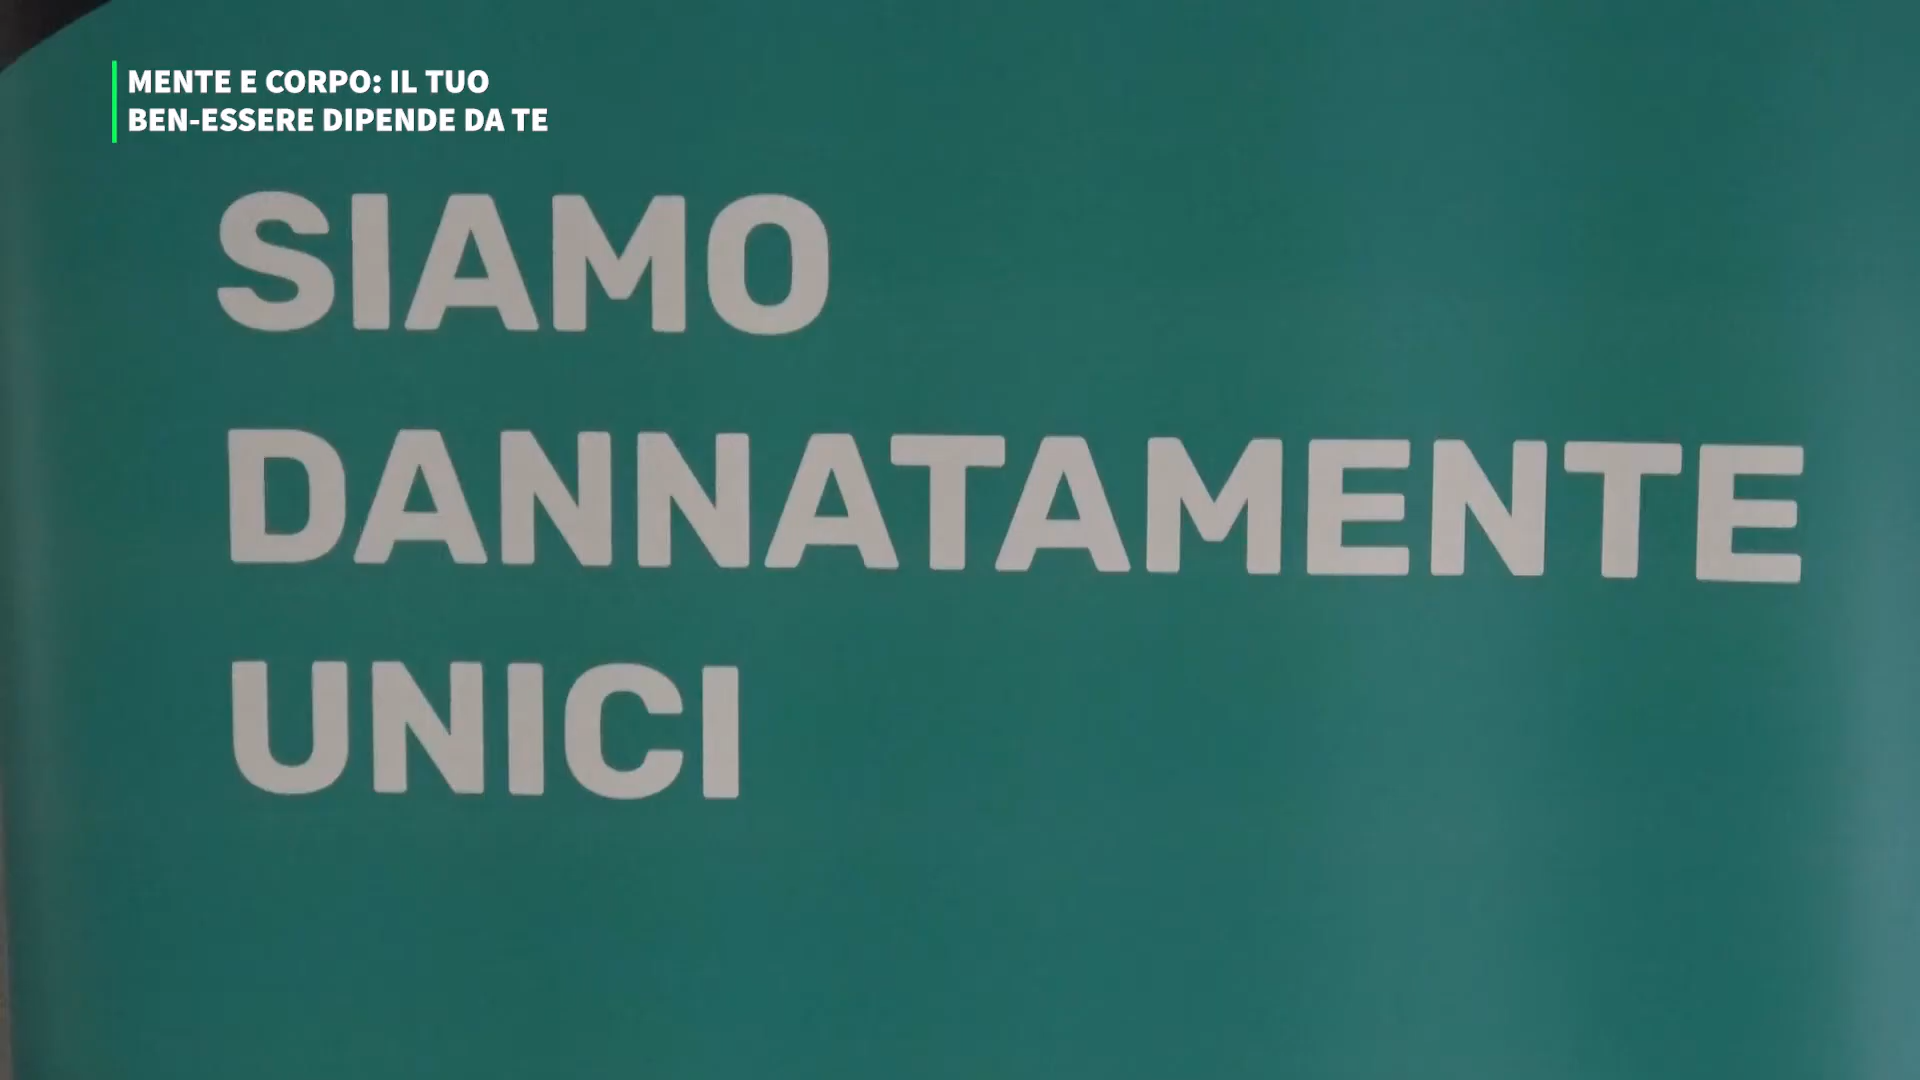 MENTE E CORPO: IL TUO
BEN-ESSERE DIPENDE DA TE
SIAMO
DANNATAMENTE
UNICI